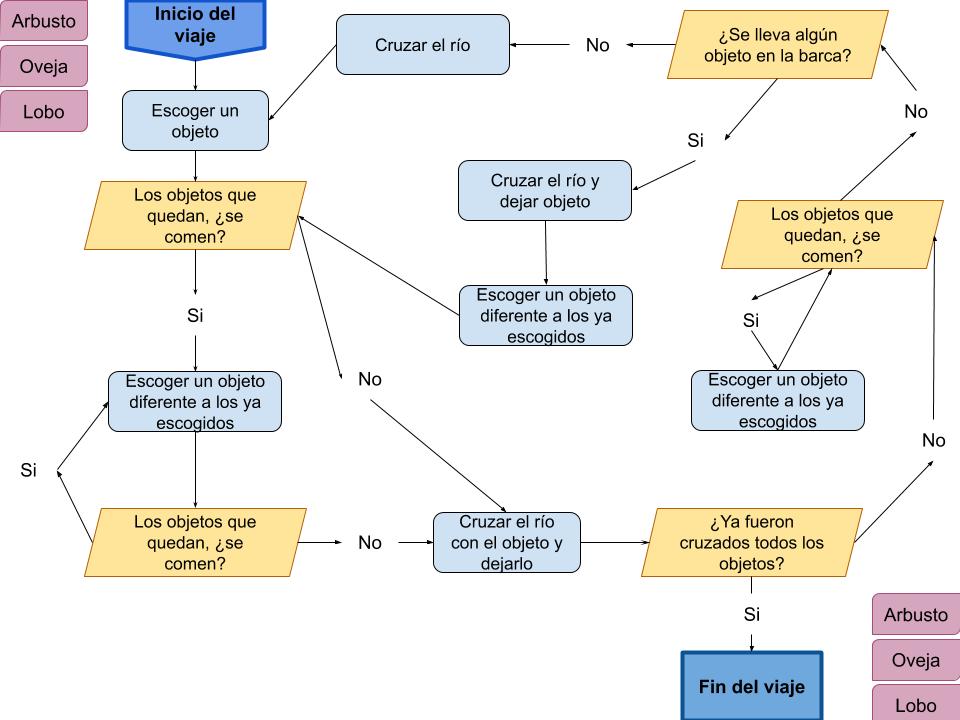 Arbusto
Oveja
Lobo
Inicio del
viaje
Cruzar el río
No
¿Se lleva algún
objeto en la barca?
Escoger un
objeto
No
Si
Los objetos que
quedan, ¿se
comen?
Cruzar el río y
dejar objeto
Los objetos que
quedan, ¿se
comen?
Si
Escoger un objeto
diferente a los ya
escogidos
Si
Escoger un objeto
diferente a los ya
escogidos
No
Escoger un objeto
diferente a los ya
escogidos
Si
No
Los objetos que
quedan, ¿se
comen?
No
Cruzar el río
con el objeto y
dejarlo
¿Ya fueron
cruzados todos los
objetos?
Si
Fin del viaje
Arbusto
Oveja
Lobo